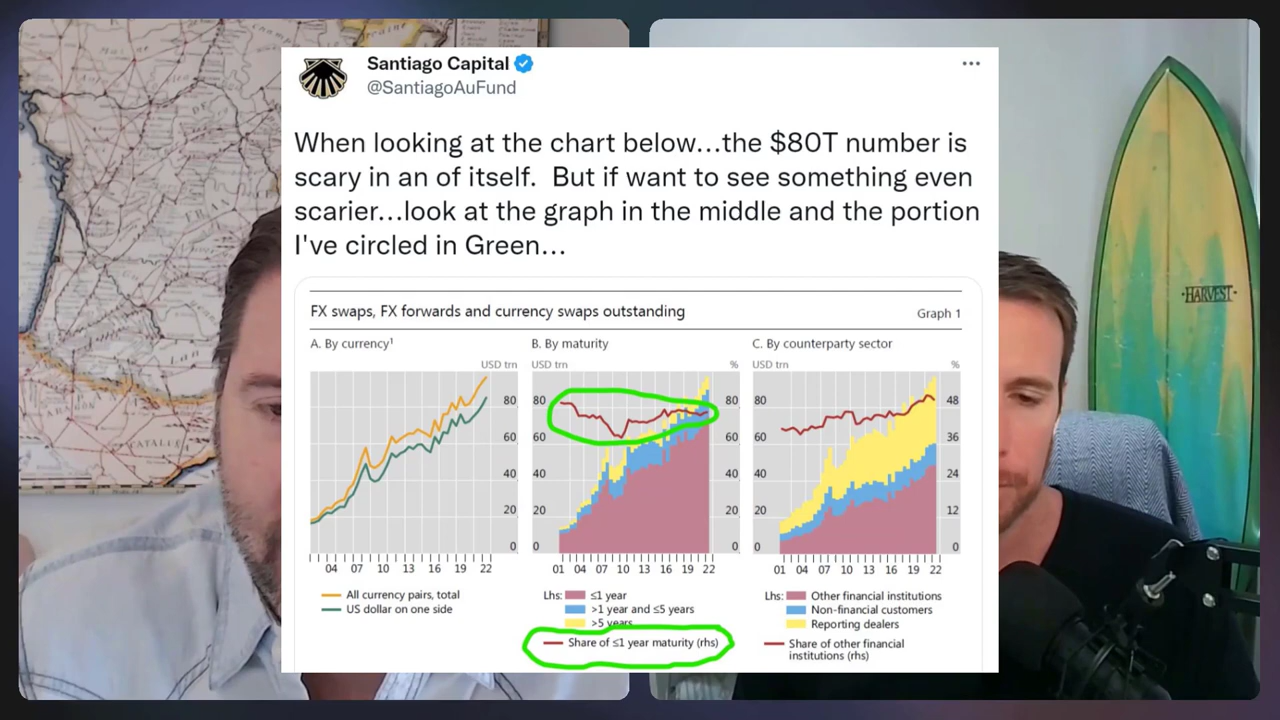 Santiago Capital
@SantiagoAuFund
When looking at the chart below...the $80T number is
scary in an of itself. But if want to see something even
scarier...look at the graph in the middle and the portion
I've circled in Green...
FX swaps, FX forwards and currency swaps outstanding
Graph 1
A. By currency¹
USD trn
80
60
40
20
0
04 07 10 13 16 19 22
All currency pairs, total
US dollar on one side
B. By maturity
USD trn %
80 80
60 60
40 40
20 20
0 0
01 04 07 10 13 16 19 22
Lhs: ≤1 year
>1 year and ≤5 years
>5 years
Share of ≤1 year maturity (rhs)
C. By counterparty sector
USD trn %
80 48
60 36
40 24
20 12
0 0
01 04 07 10 13 16 19 22
Lhs: Other financial institutions
Non-financial customers
Reporting dealers
Share of other financial
institutions (rhs)
HARVEST